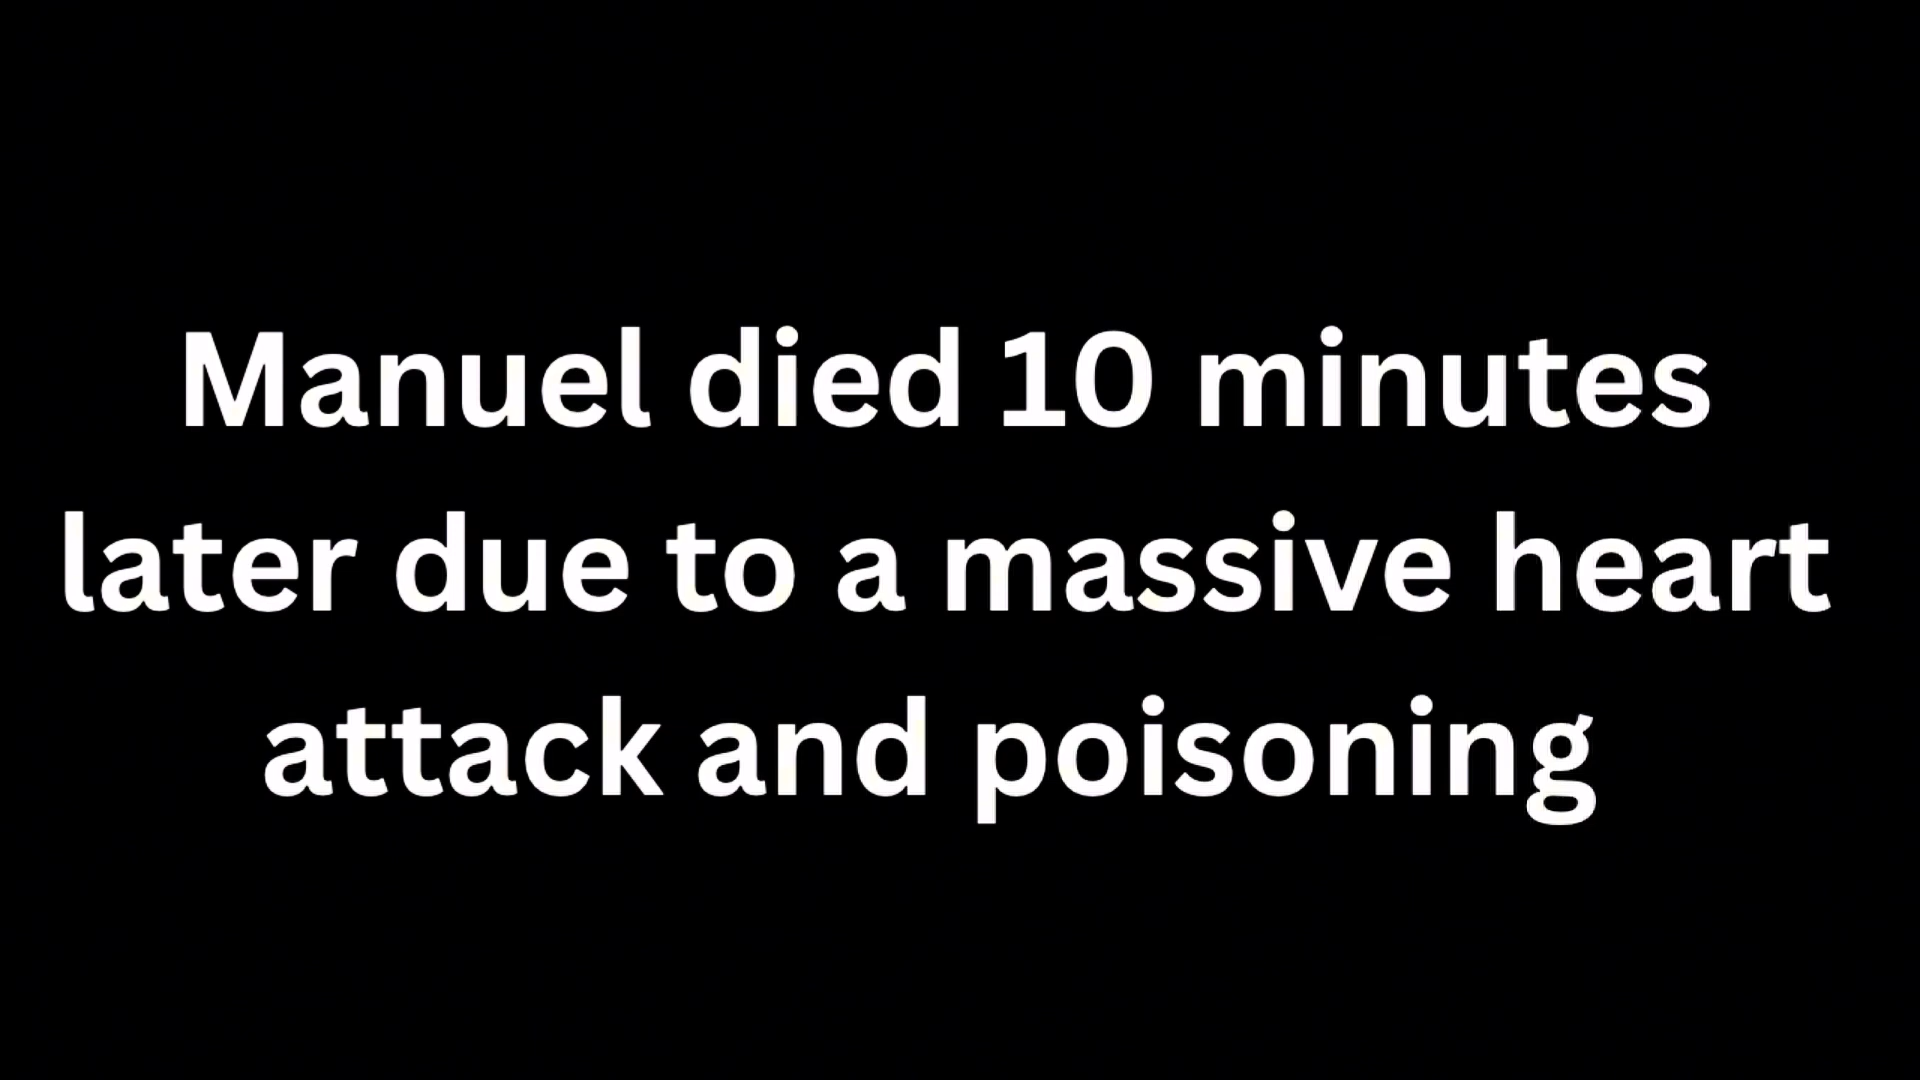 Manuel died 10 minutes
later due to a massive heart
attack and poisoning